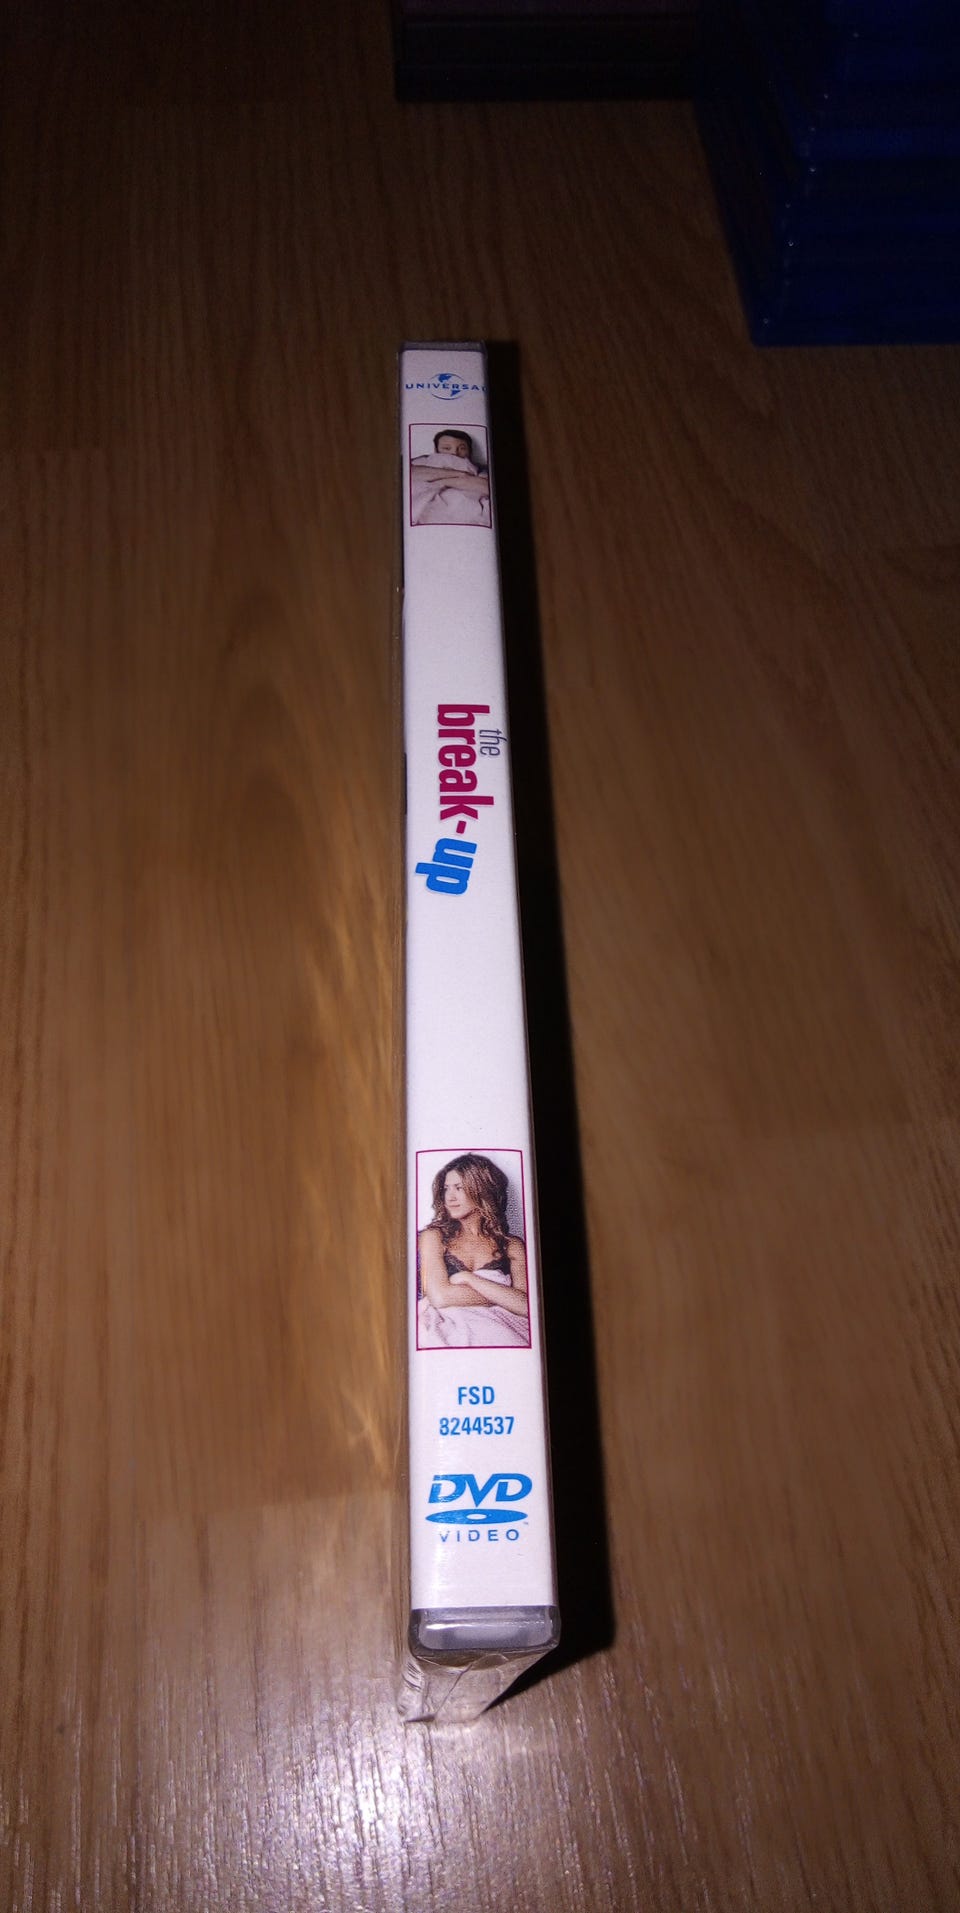 UNIVERSAL
the
break-up
FSD
8244537
DVD
VIDEO